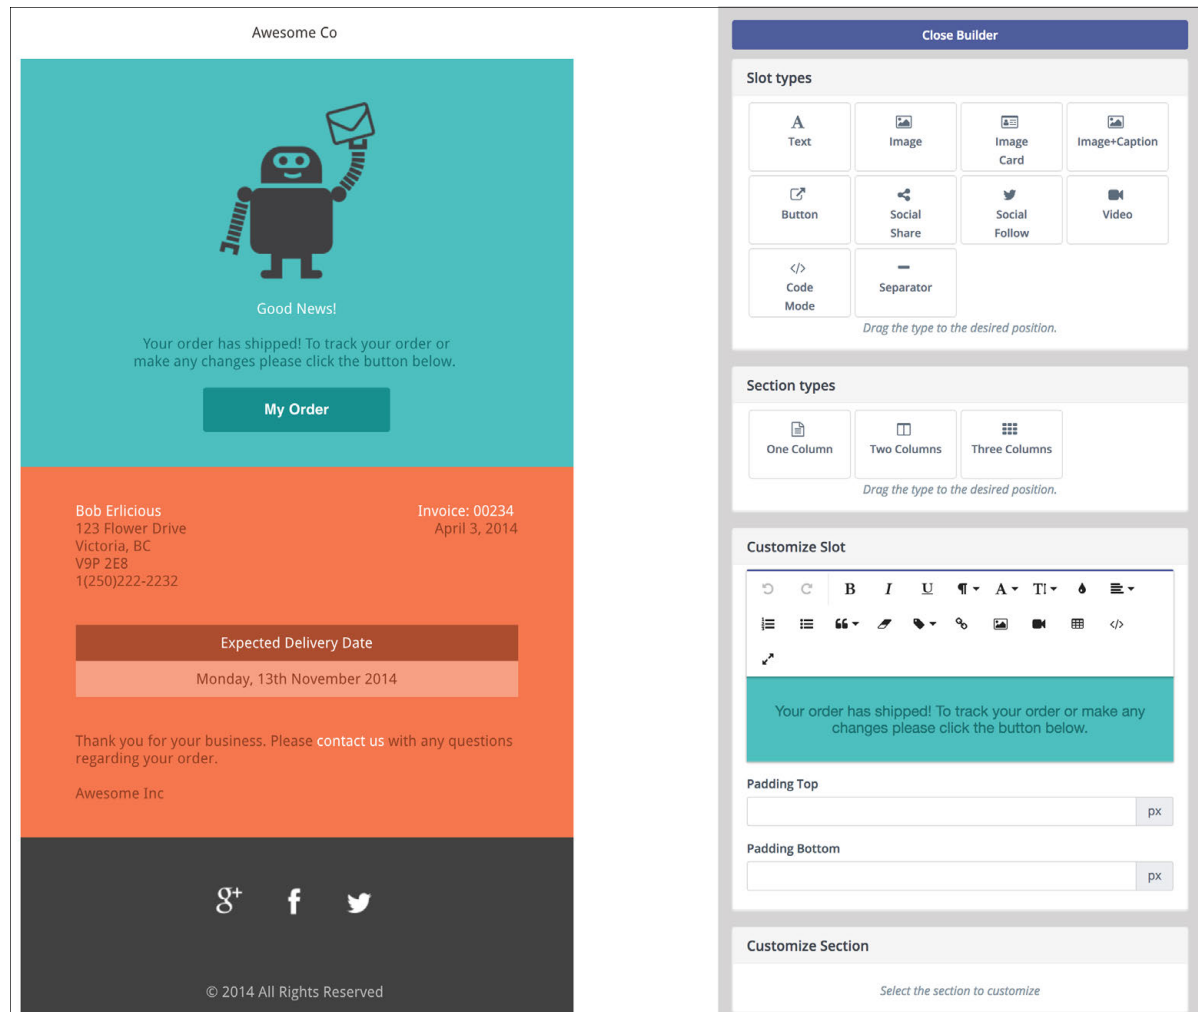 Awesome Co
Good News!
Your order has shipped! To track your order or
make any changes please click the button below.
My Order
Bob Erlicious
123 Flower Drive
Victoria, BC
V9P 2E8
1(250)222-2232
Invoice: 00234
April 3, 2014
Expected Delivery Date
Monday, 13th November 2014
Thank you for your business. Please contact us with any questions
regarding your order.
Awesome Inc
g+ f
© 2014 All Rights Reserved
Close Builder
Slot types
A
Text
Image
Image
Card
Image+Caption
Button
Social
Share
Social
Follow
Video
</>
Code
Mode
Separator
Drag the type to the desired position.
Section types
One Column
Two Columns
Three Columns
Drag the type to the desired position.
Customize Slot
B I U ¶ A TI
</>
Your order has shipped! To track your order or make any
changes please click the button below.
Padding Top
px
Padding Bottom
px
Customize Section
Select the section to customize